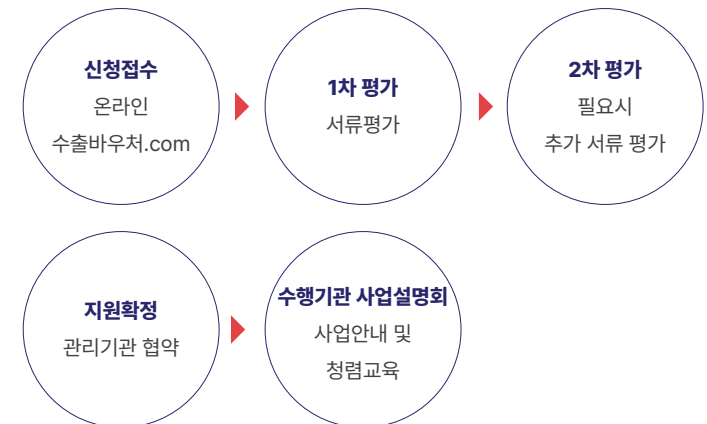 신청접수
온라인
수출바우처.com
1차 평가
서류평가
2차 평가
필요시
추가 서류 평가
지원확정
관리기관 협약
수행기관 사업설명회
사업안내 및
청렴교육